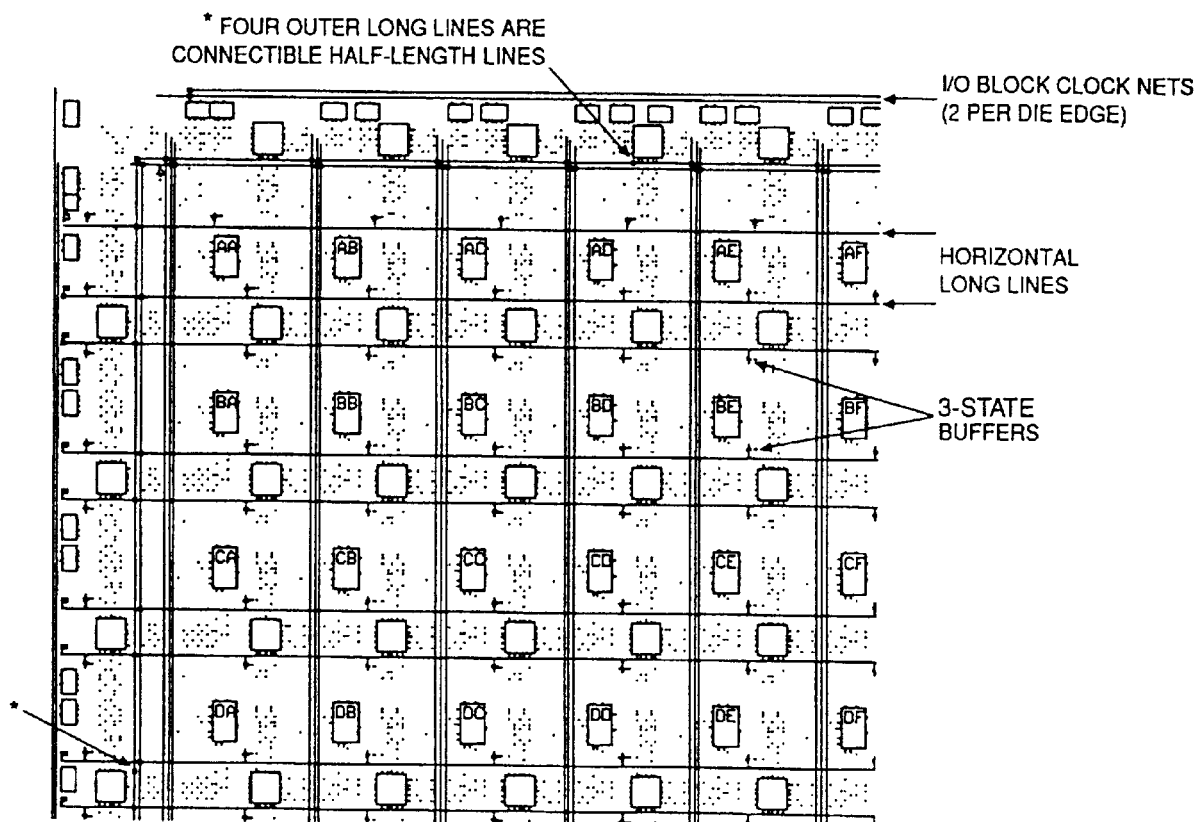 * FOUR OUTER LONG LINES ARE
CONNECTIBLE HALF-LENGTH LINES
I/O BLOCK CLOCK NETS
(2 PER DIE EDGE)
AA AB AC AD AE AF
HORIZONTAL
LONG LINES
BA BB BC BD BE BF
3-STATE
BUFFERS
CA CB CC CD CE CF
DA DB DC DD DE DF
*